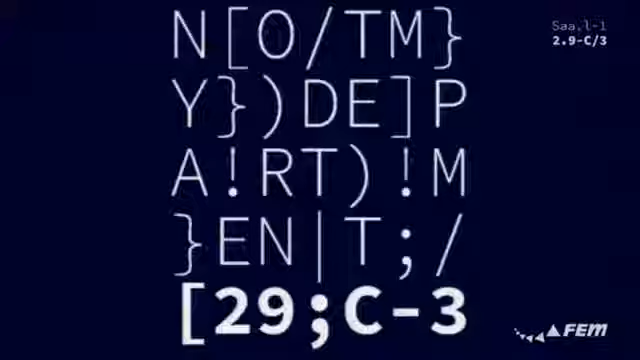 N[O/TM}
Y})DE]P
A!RT)!M
}EN|T;/
[29;C-3
Saa.l-1
2.9-C/3
FEM